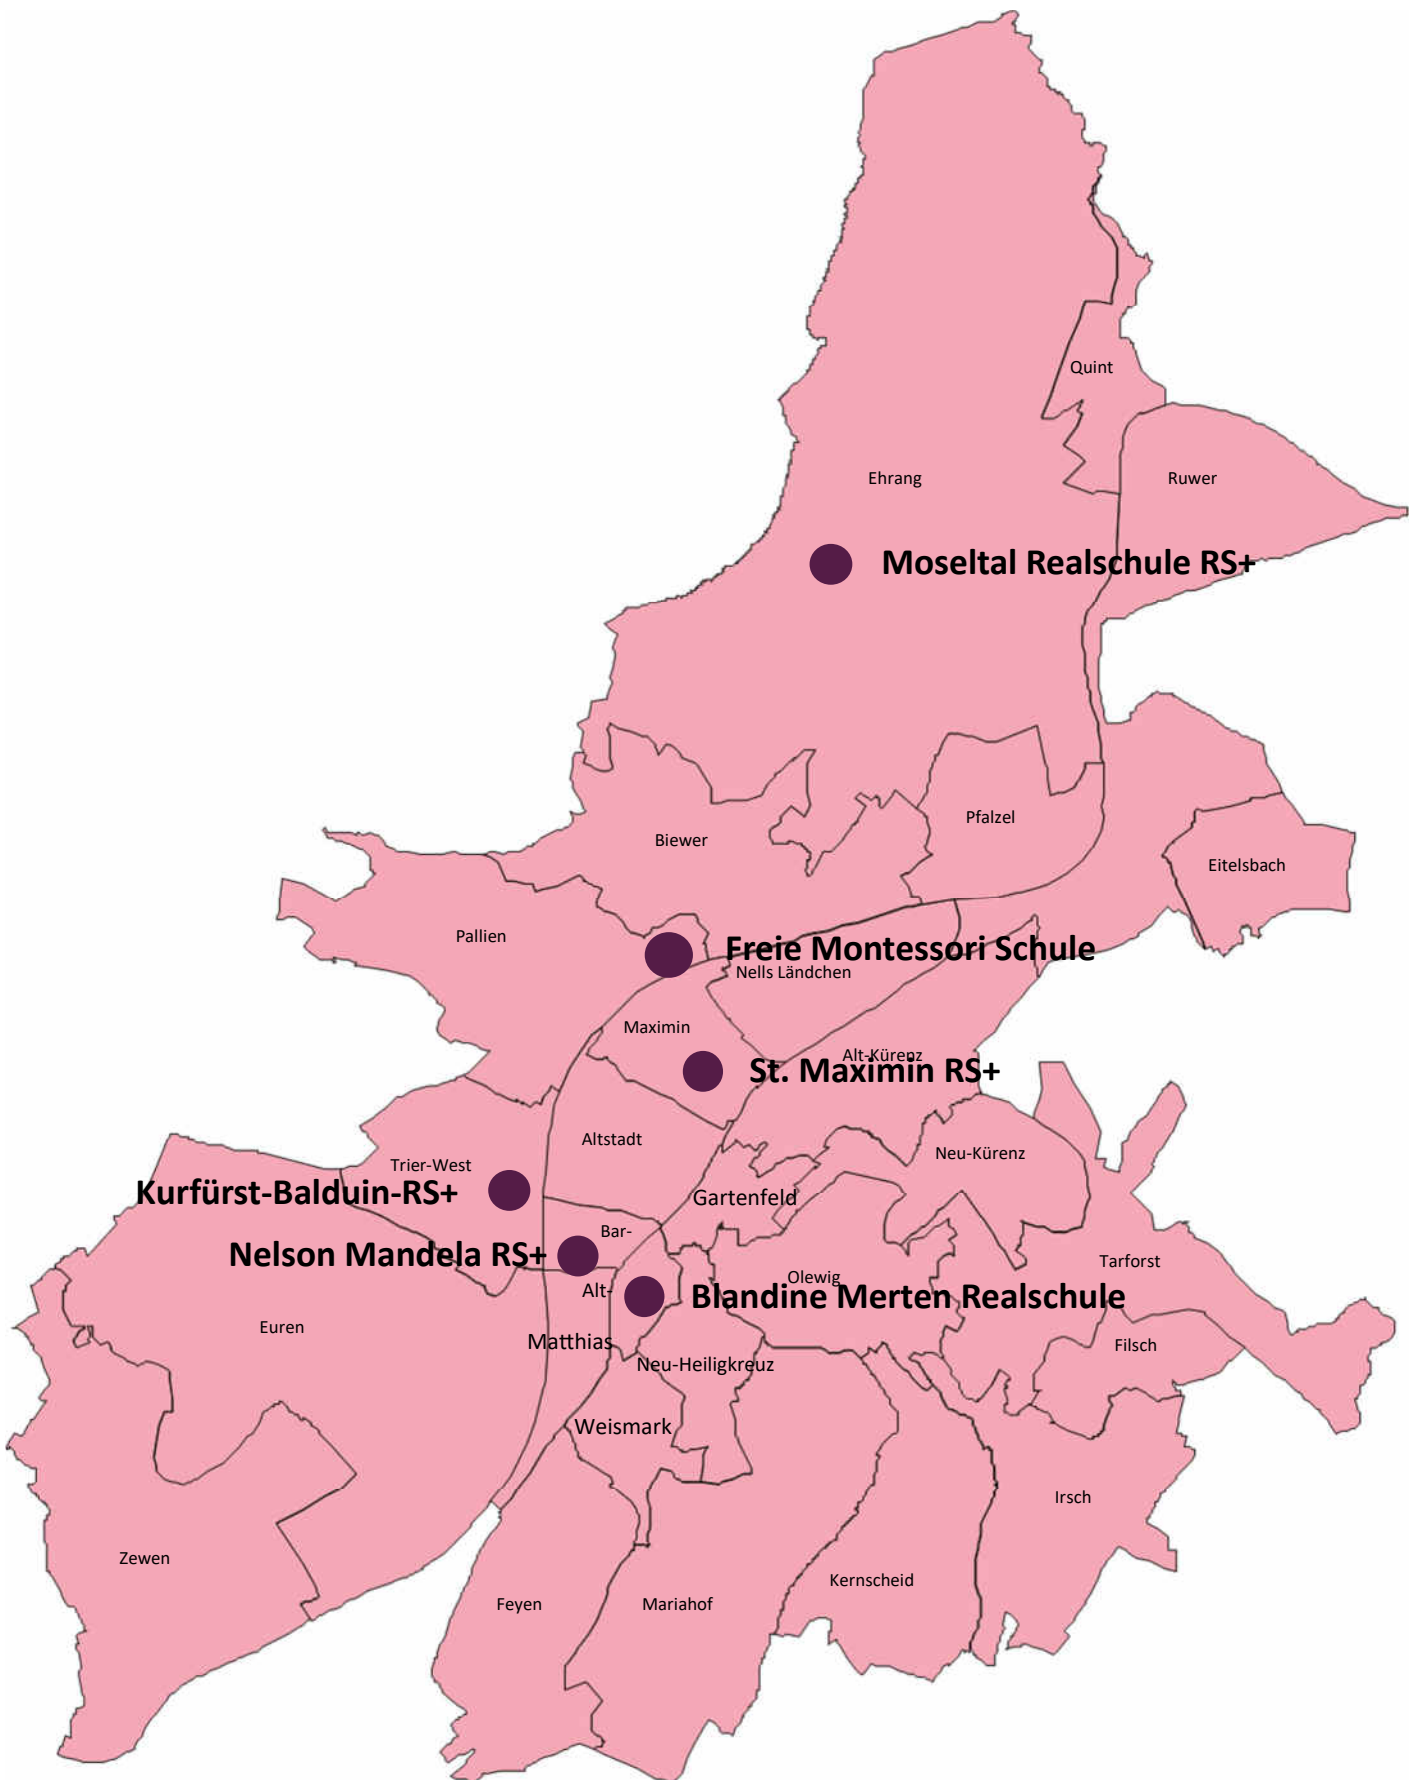 Quint
Ehrang
Ruwer
Moseltal Realschule RS+
Pfalzel
Biewer
Eitelsbach
Pallien
Freie Montessori Schule
Nells Ländchen
Maximin
Alt-Kürenz
St. Maximin RS+
Altstadt
Neu-Kürenz
Trier-West
Kurfürst-Balduin-RS+
Gartenfeld
Bar-
Nelson Mandela RS+
Tarforst
Olewig
Alt-
Blandine Merten Realschule
Euren
Matthias
Filsch
Neu-Heiligkreuz
Weismark
Irsch
Zewen
Kernscheid
Feyen
Mariahof